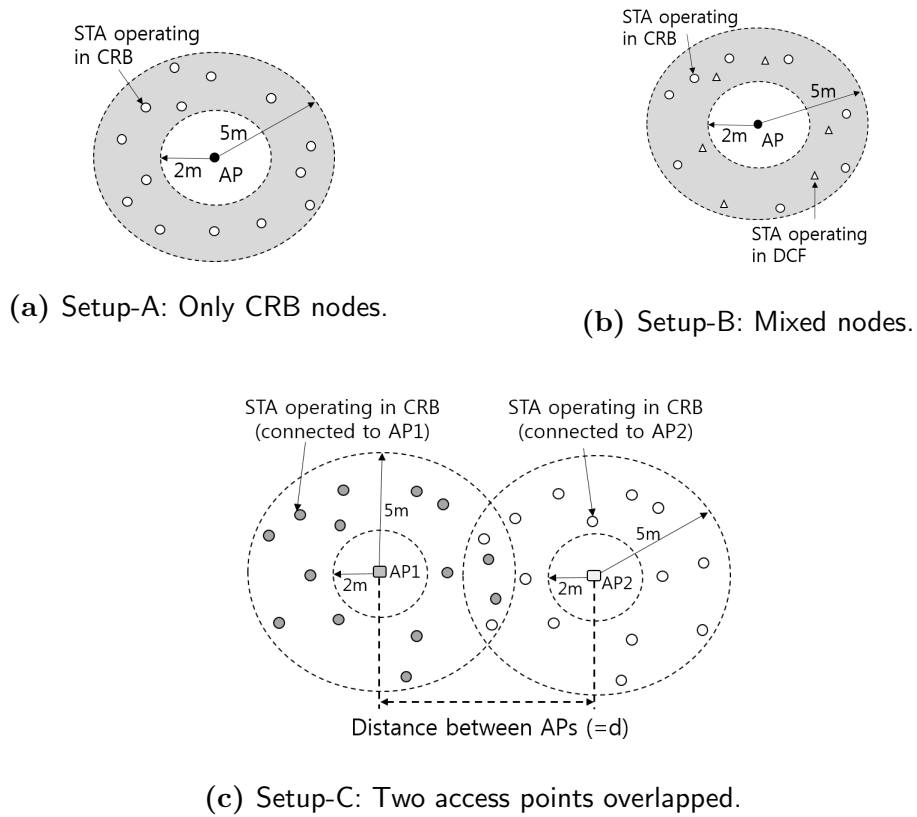 STA operating
in CRB
5m
2m
AP
(a) Setup-A: Only CRB nodes.
STA operating
in CRB
5m
2m
AP
STA operating
in DCF
(b) Setup-B: Mixed nodes.
STA operating in CRB
(connected to AP1)
STA operating in CRB
(connected to AP2)
5m
5m
AP1
AP2
2m
2m
Distance between APs (=d)
(c) Setup-C: Two access points overlapped.